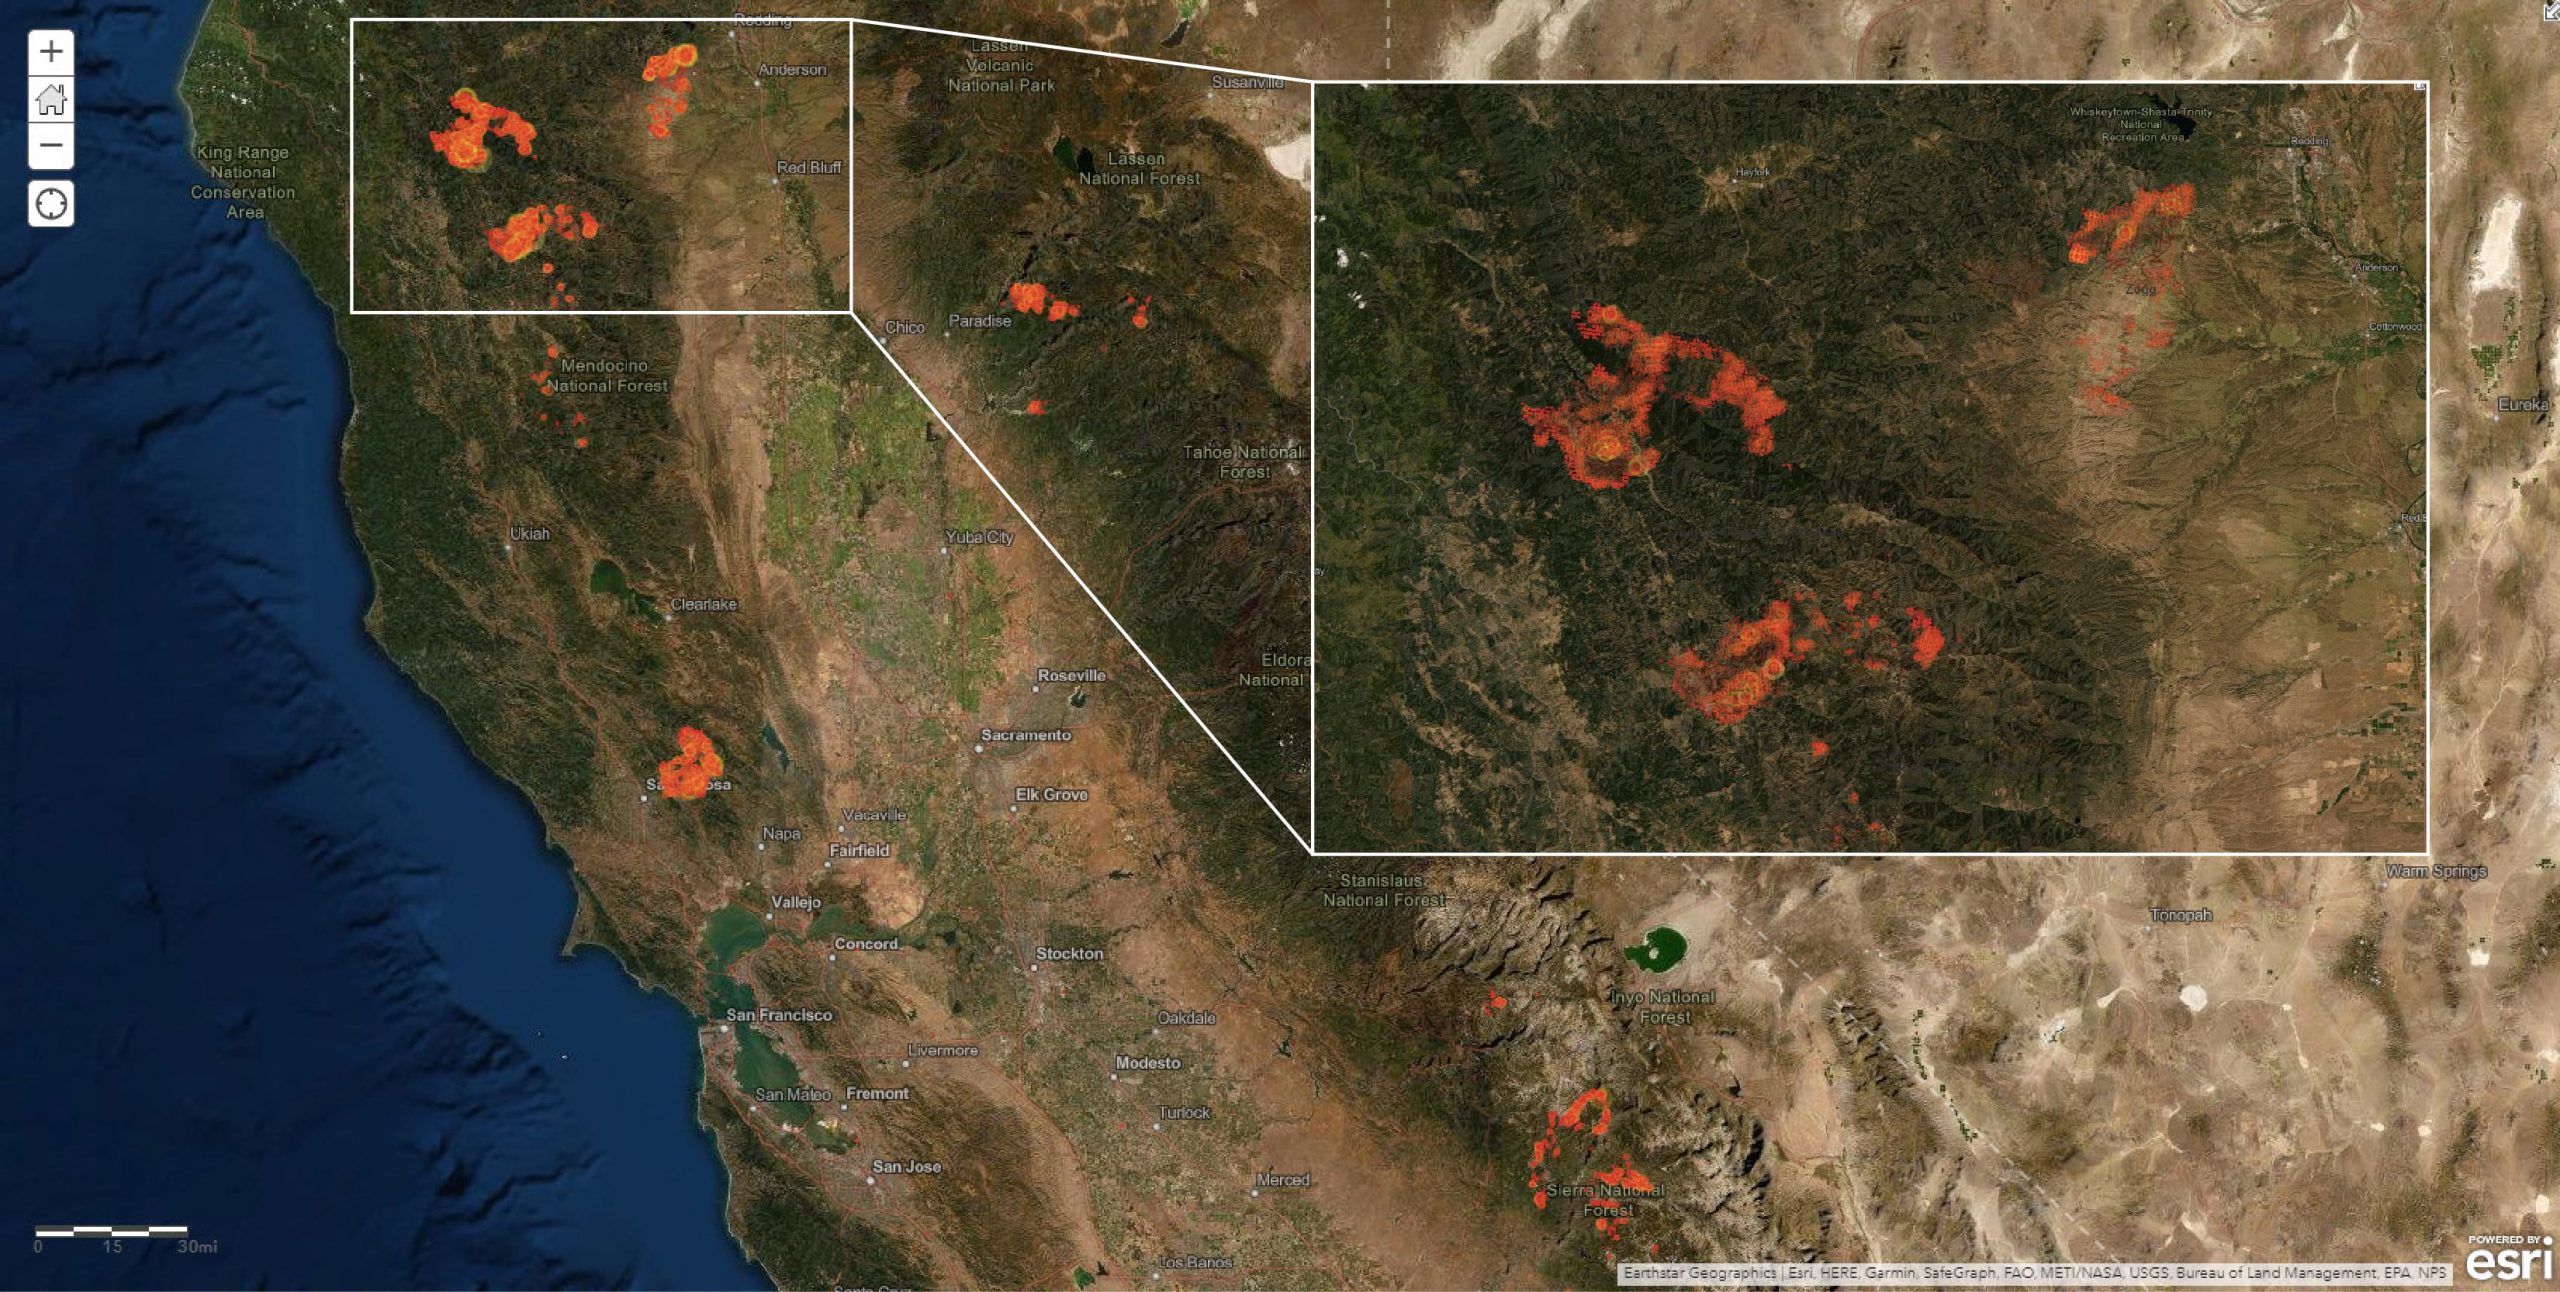 Redding
Anderson
Lassen
Volcanic
National Park
Susanville
King Range
National
Conservation
Area
Red Bluff
Lassen
National Forest
Chico
Paradise
Mendocino
National Forest
Tahoe National
Forest
Ukiah
Yuba City
Clearlake
Eldora
National
Roseville
Sacramento
Elk Grove
Vacaville
Napa
Fairfield
Vallejo
Concord
Stockton
San Francisco
Livermore
Oakdale
Modesto
San Mateo
Fremont
Turlock
San Jose
Merced
Los Banos
Santa Cruz
Whiskeytown-Shasta-Trinity
National
Recreation Area
Redding
Hayfork
Anderson
Zogg
Cottonwood
Red B
Eureka
Stanislaus
National Forest
Warm Springs
Tonopah
Inyo National
Forest
Sierra National
Forest
0 15 30mi
Earthstar Geographics | Esri, HERE, Garmin, SafeGraph, FAO, METI/NASA, USGS, Bureau of Land Management, EPA, NPS
POWERED BY
esri